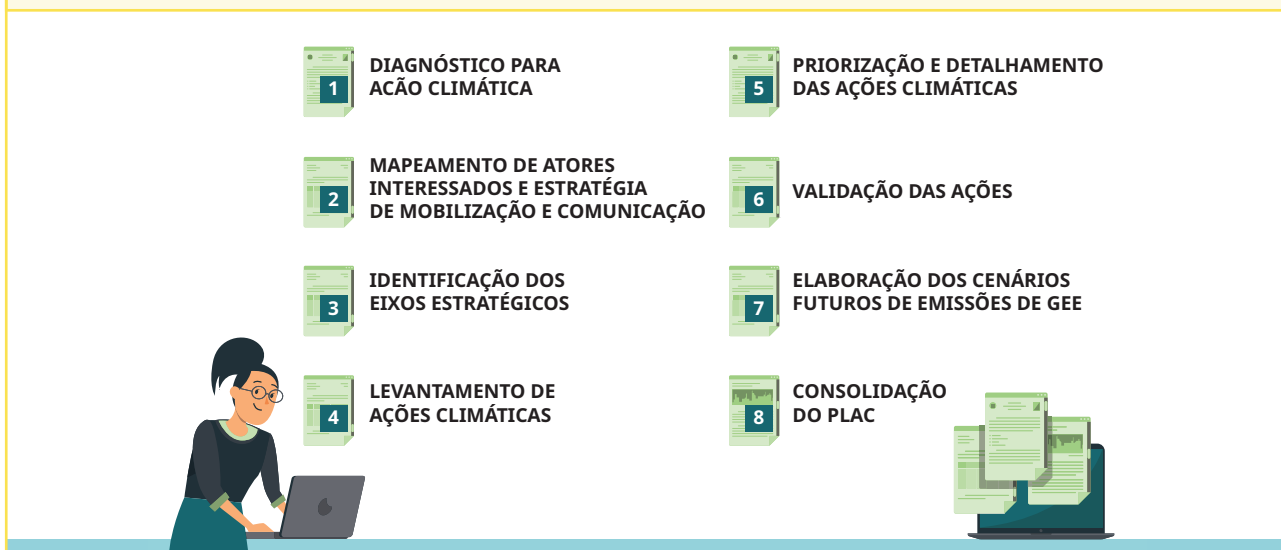 1
DIAGNÓSTICO PARA
ACÃO CLIMÁTICA
2
MAPEAMENTO DE ATORES
INTERESSADOS E ESTRATÉGIA
DE MOBILIZAÇÃO E COMUNICAÇÃO
3
IDENTIFICAÇÃO DOS
EIXOS ESTRATÉGICOS
4
LEVANTAMENTO DE
AÇÕES CLIMÁTICAS
5
PRIORIZAÇÃO E DETALHAMENTO
DAS AÇÕES CLIMÁTICAS
6
VALIDAÇÃO DAS AÇÕES
7
ELABORAÇÃO DOS CENÁRIOS
FUTUROS DE EMISSÕES DE GEE
8
CONSOLIDAÇÃO
DO PLAC